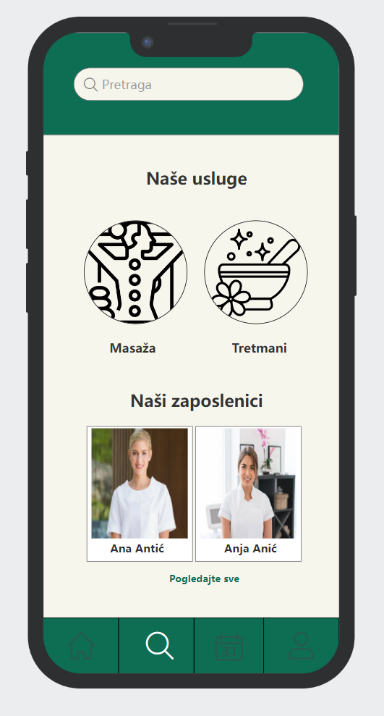 Pretraga
Naše usluge
Masaža
Tretmani
Naši zaposlenici
Ana Antić
Anja Anić
Pogledajte sve